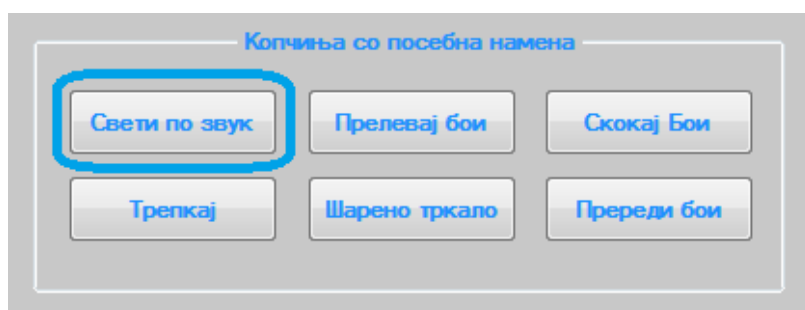 Копчиња со посебна намена
Свети по звук Прелевај бои Скокај Бои
Трепкај Шарено тркало Пререди бои